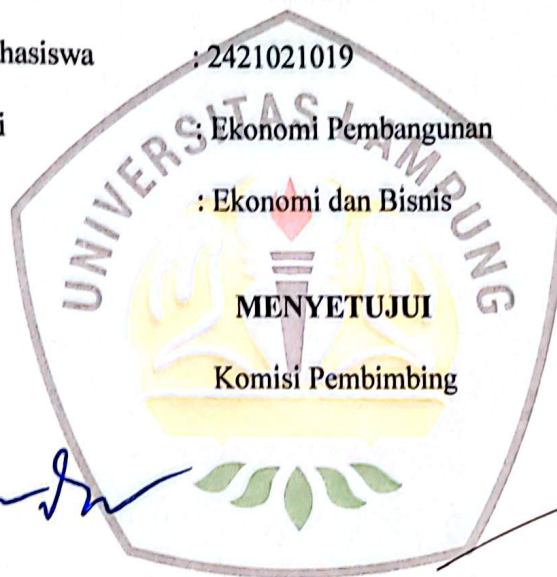 hasiswa : 2421021019
i : Ekonomi Pembangunan
: Ekonomi dan Bisnis
UNIVERSITAS LAMPUNG
MENYETUJUI
Komisi Pembimbing